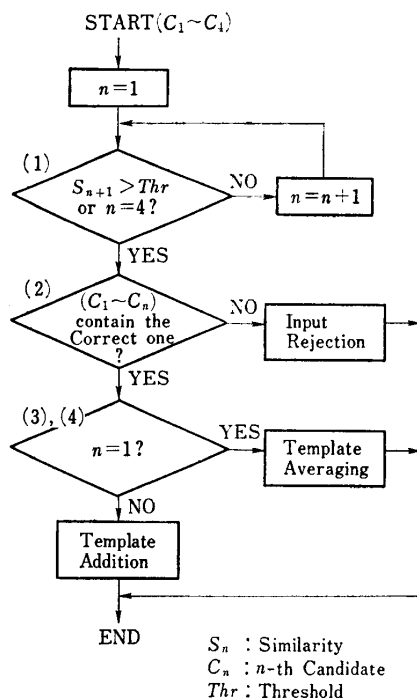 START(C₁~C₄)
n=1
(1)
Sₙ₊₁>Thr
or n=4?
NO
n=n+1
YES
(2)
(C₁~Cₙ)
contain the
Correct one
?
NO
Input
Rejection
YES
(3), (4)
n=1?
YES
Template
Averaging
NO
Template
Addition
END
Sₙ : Similarity
Cₙ : n-th Candidate
Thr : Threshold